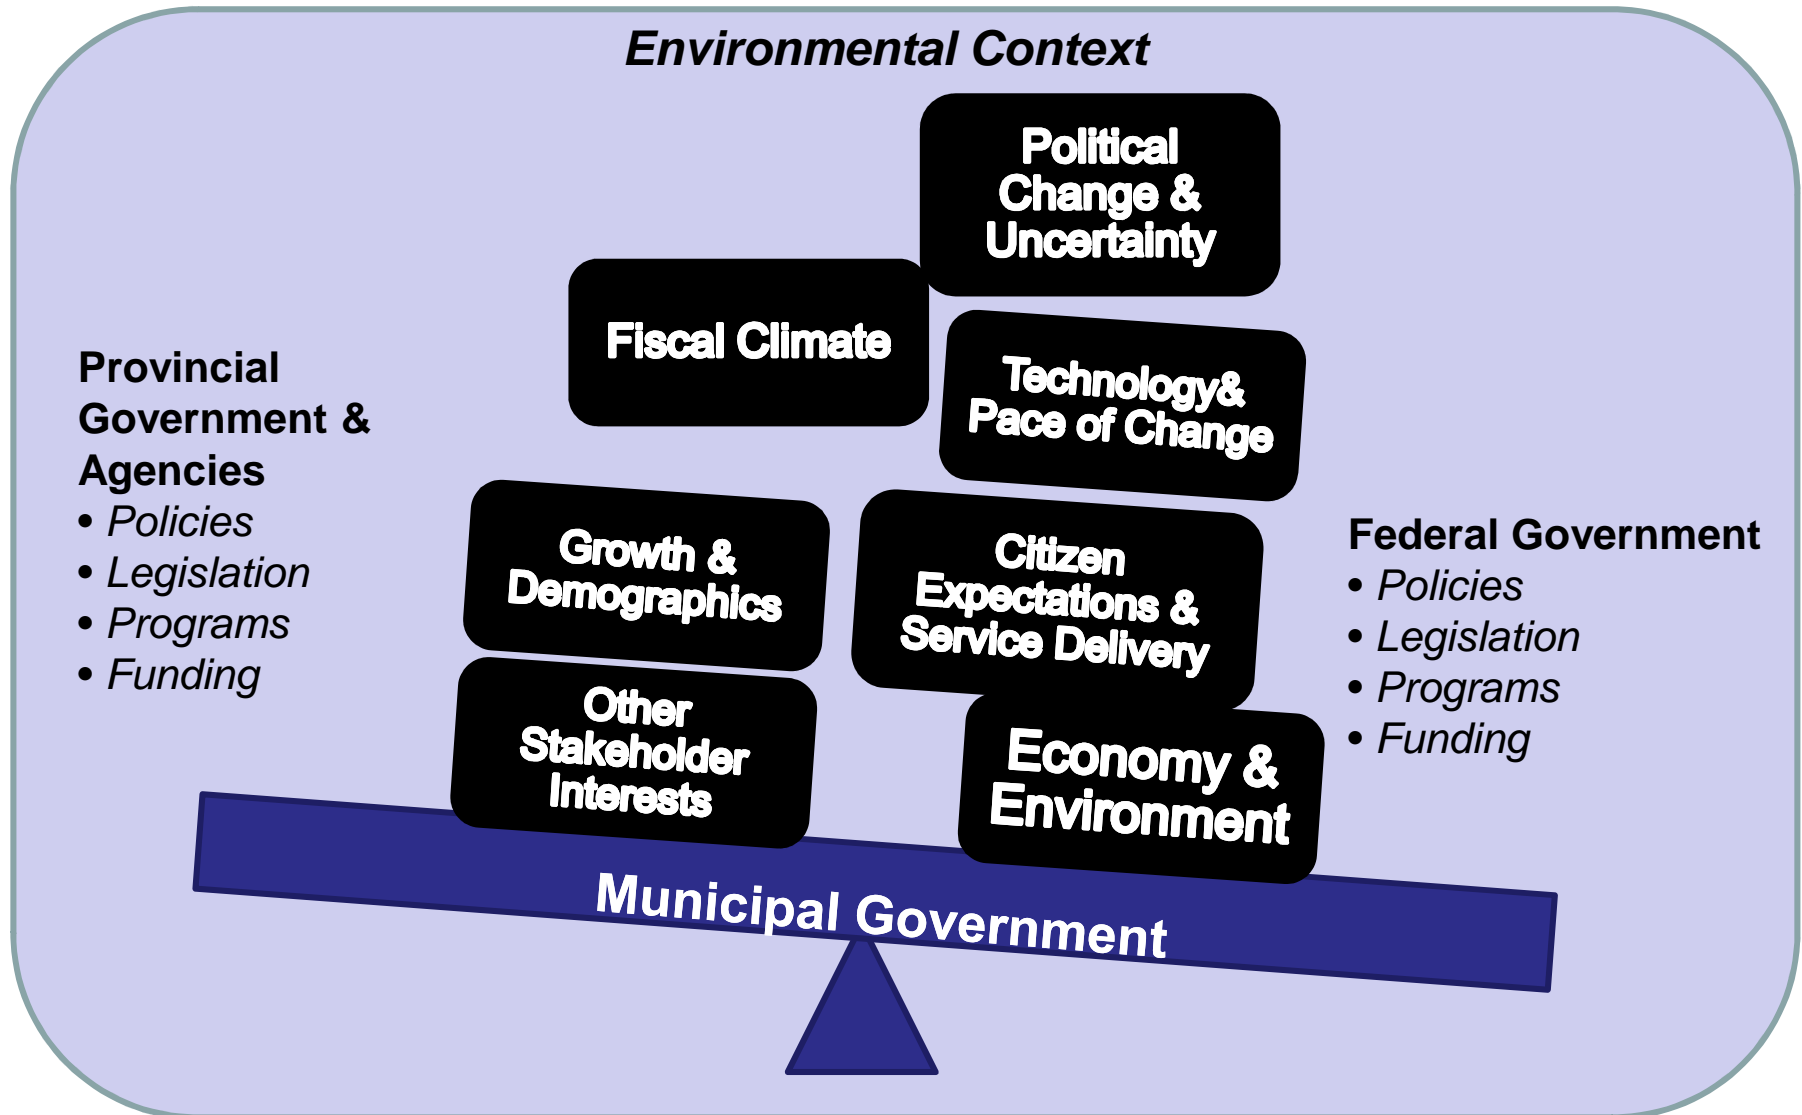 Environmental Context
Political
Change &
Uncertainty
Fiscal Climate
Technology&
Pace of Change
Provincial
Government &
Agencies
• Policies
• Legislation
• Programs
• Funding
Growth &
Demographics
Citizen
Expectations &
Service Delivery
Federal Government
• Policies
• Legislation
• Programs
• Funding
Other
Stakeholder
Interests
Economy &
Environment
Municipal Government